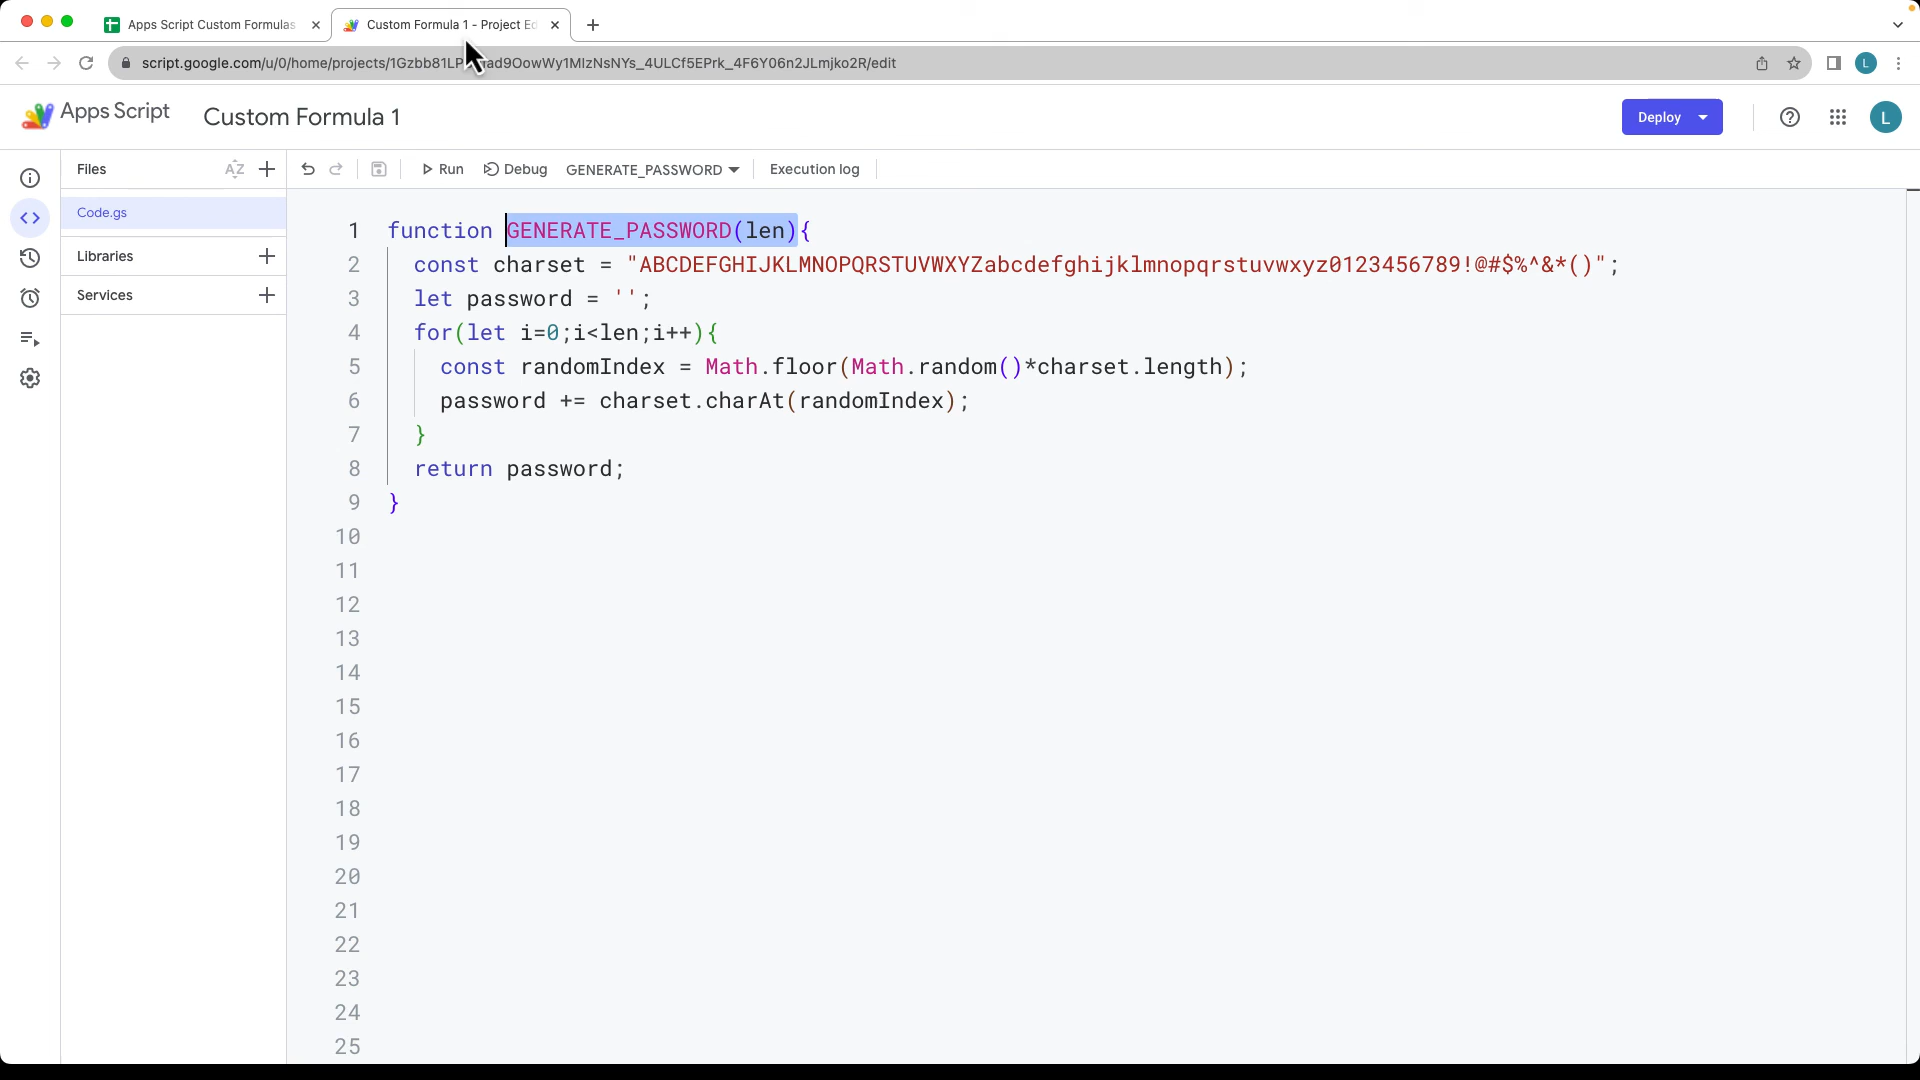 Apps Script Custom Formulas
Custom Formula 1 - Project Ed
script.google.com/u/0/home/projects/1Gzbb81LP
ad9OowWy1MIzNsNYs_4ULCf5EPrk_4F6Y06n2JLmjko2R/edit
L
Apps Script
Custom Formula 1
Deploy
L
Files
AZ
Run
Debug
GENERATE_PASSWORD
Execution log
Code.gs
Libraries
Services
1 function GENERATE_PASSWORD(len){
2 const charset = "ABCDEFGHIJKLMNOPQRSTUVWXYZabcdefghijklmnopqrstuvwxyz0123456789!@#$%^&*()";
3 let password = '';
4 for(let i=0;i<len;i++){
5 const randomIndex = Math.floor(Math.random()*charset.length);
6 password += charset.charAt(randomIndex);
7 }
8 return password;
9 }
10
11
12
13
14
15
16
17
18
19
20
21
22
23
24
25